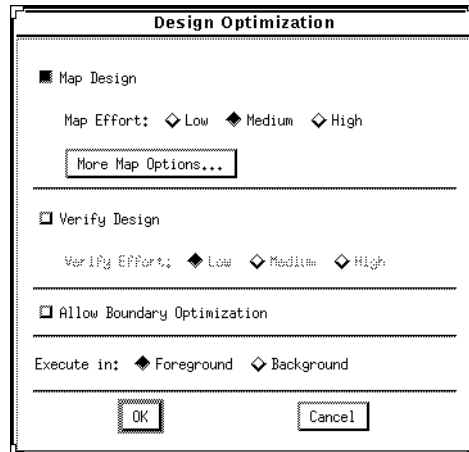 Design Optimization
Map Design
Map Effort: Low Medium High
More Map Options...
Verify Design
Verify Effort: Low Medium High
Allow Boundary Optimization
Execute in: Foreground Background
OK Cancel